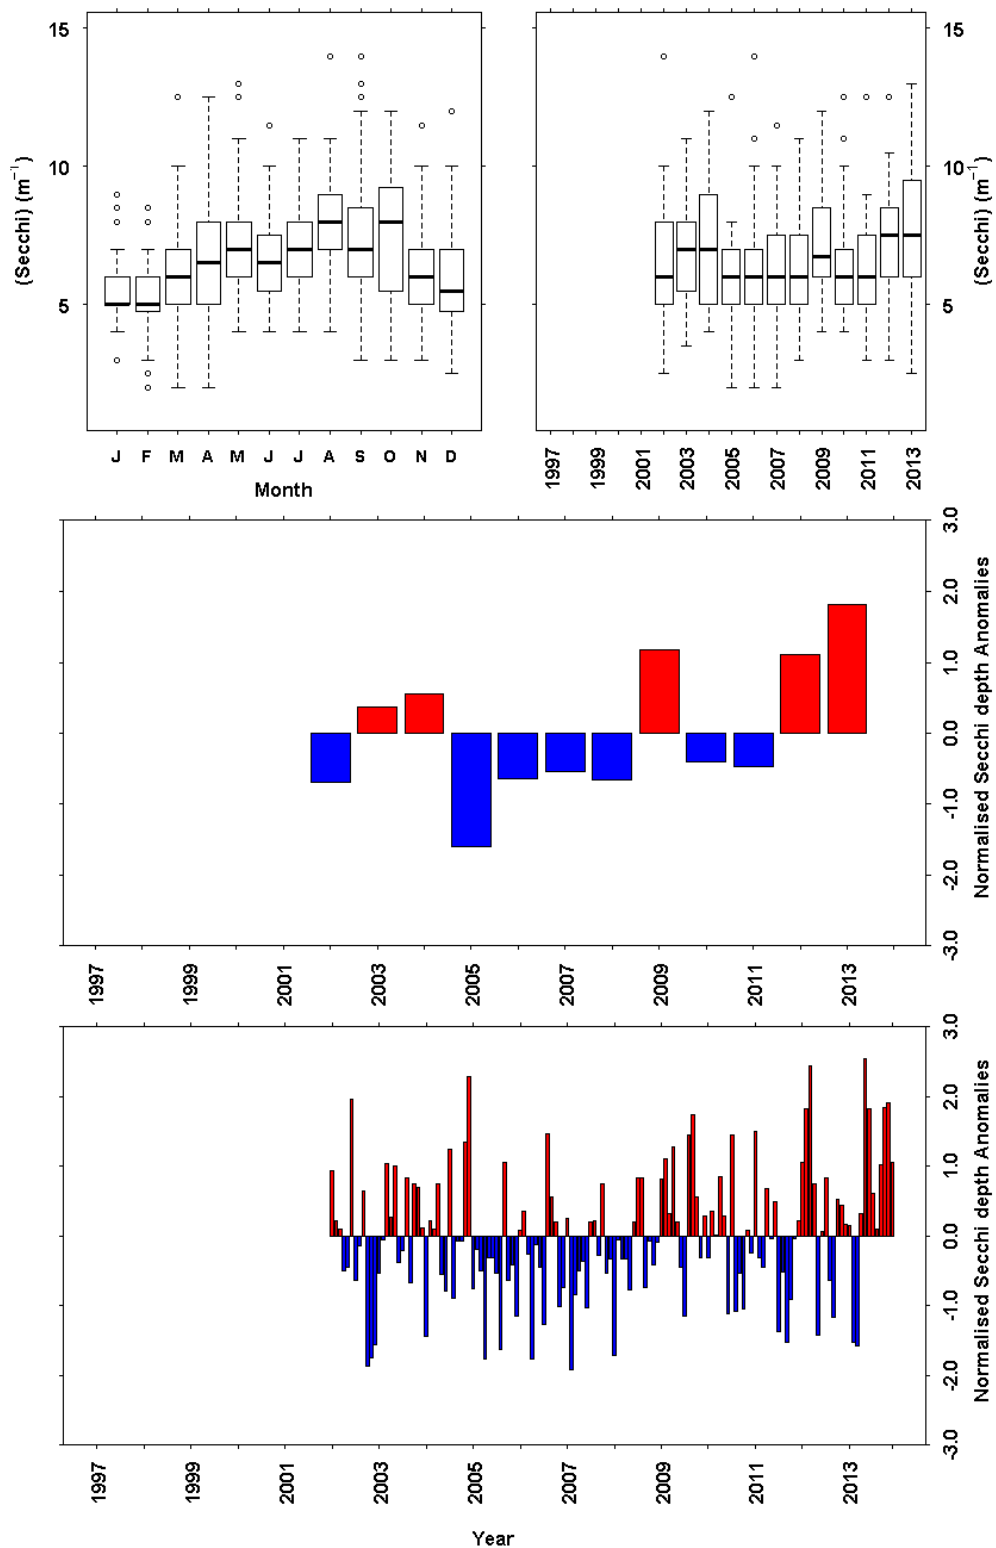 15
10
5
(Secchi) (m⁻¹)
J F M A M J J A S O N D
Month
15
10
5
(Secchi) (m⁻¹)
1997 1999 2001 2003 2005 2007 2009 2011 2013
3.0
2.0
1.0
0.0
-1.0
-2.0
-3.0
Normalised Secchi depth Anomalies
1997 1999 2001 2003 2005 2007 2009 2011 2013
3.0
2.0
1.0
0.0
-1.0
-2.0
-3.0
Normalised Secchi depth Anomalies
1997 1999 2001 2003 2005 2007 2009 2011 2013
Year